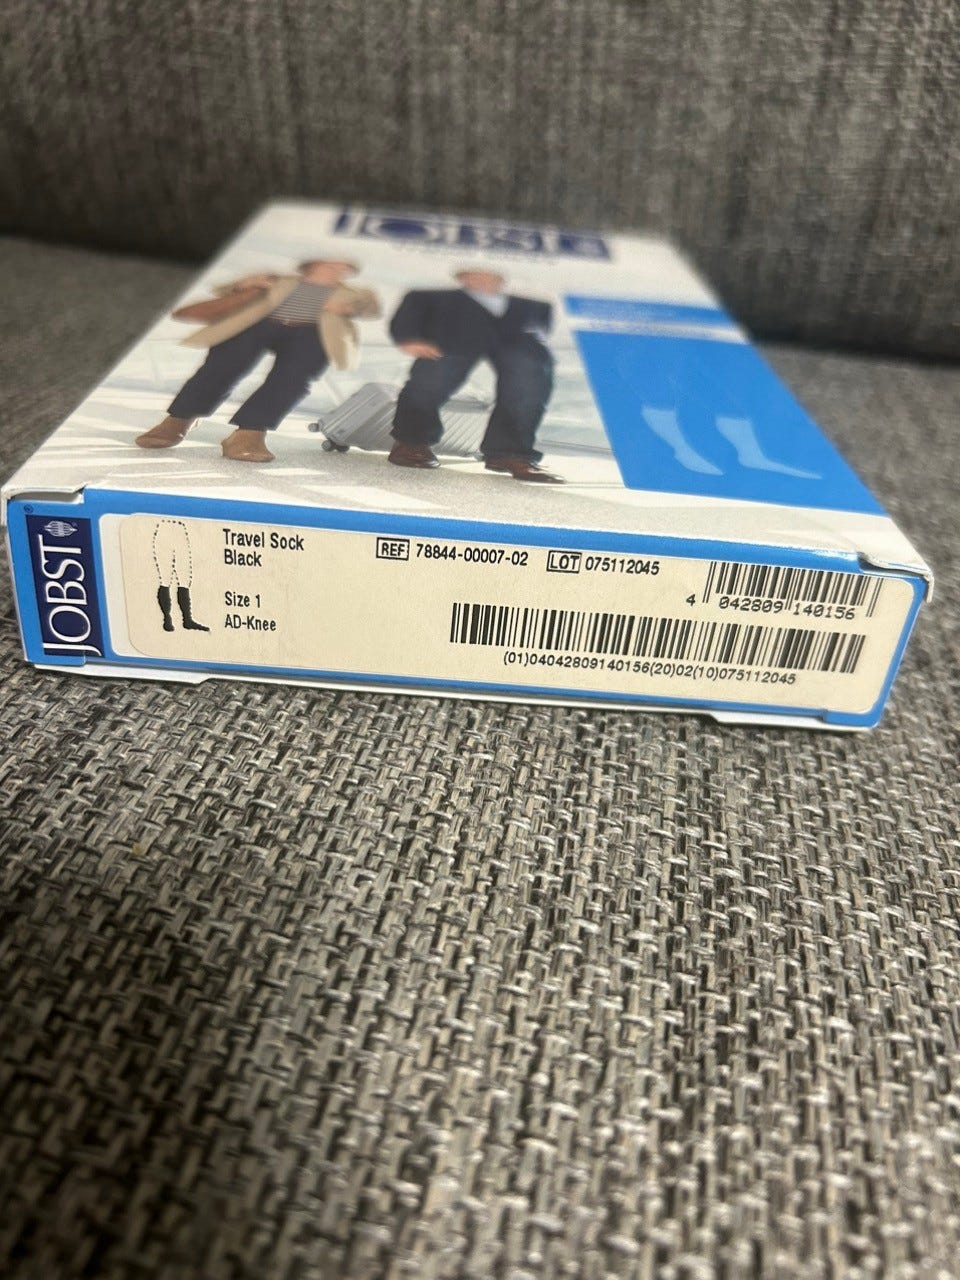 JOBST
JOBST®
Travel Sock
Black
Size 1
AD-Knee
REF 78844-00007-02
LOT 075112045
4 042809 140156
(01)04042809140156(20)02(10)075112045